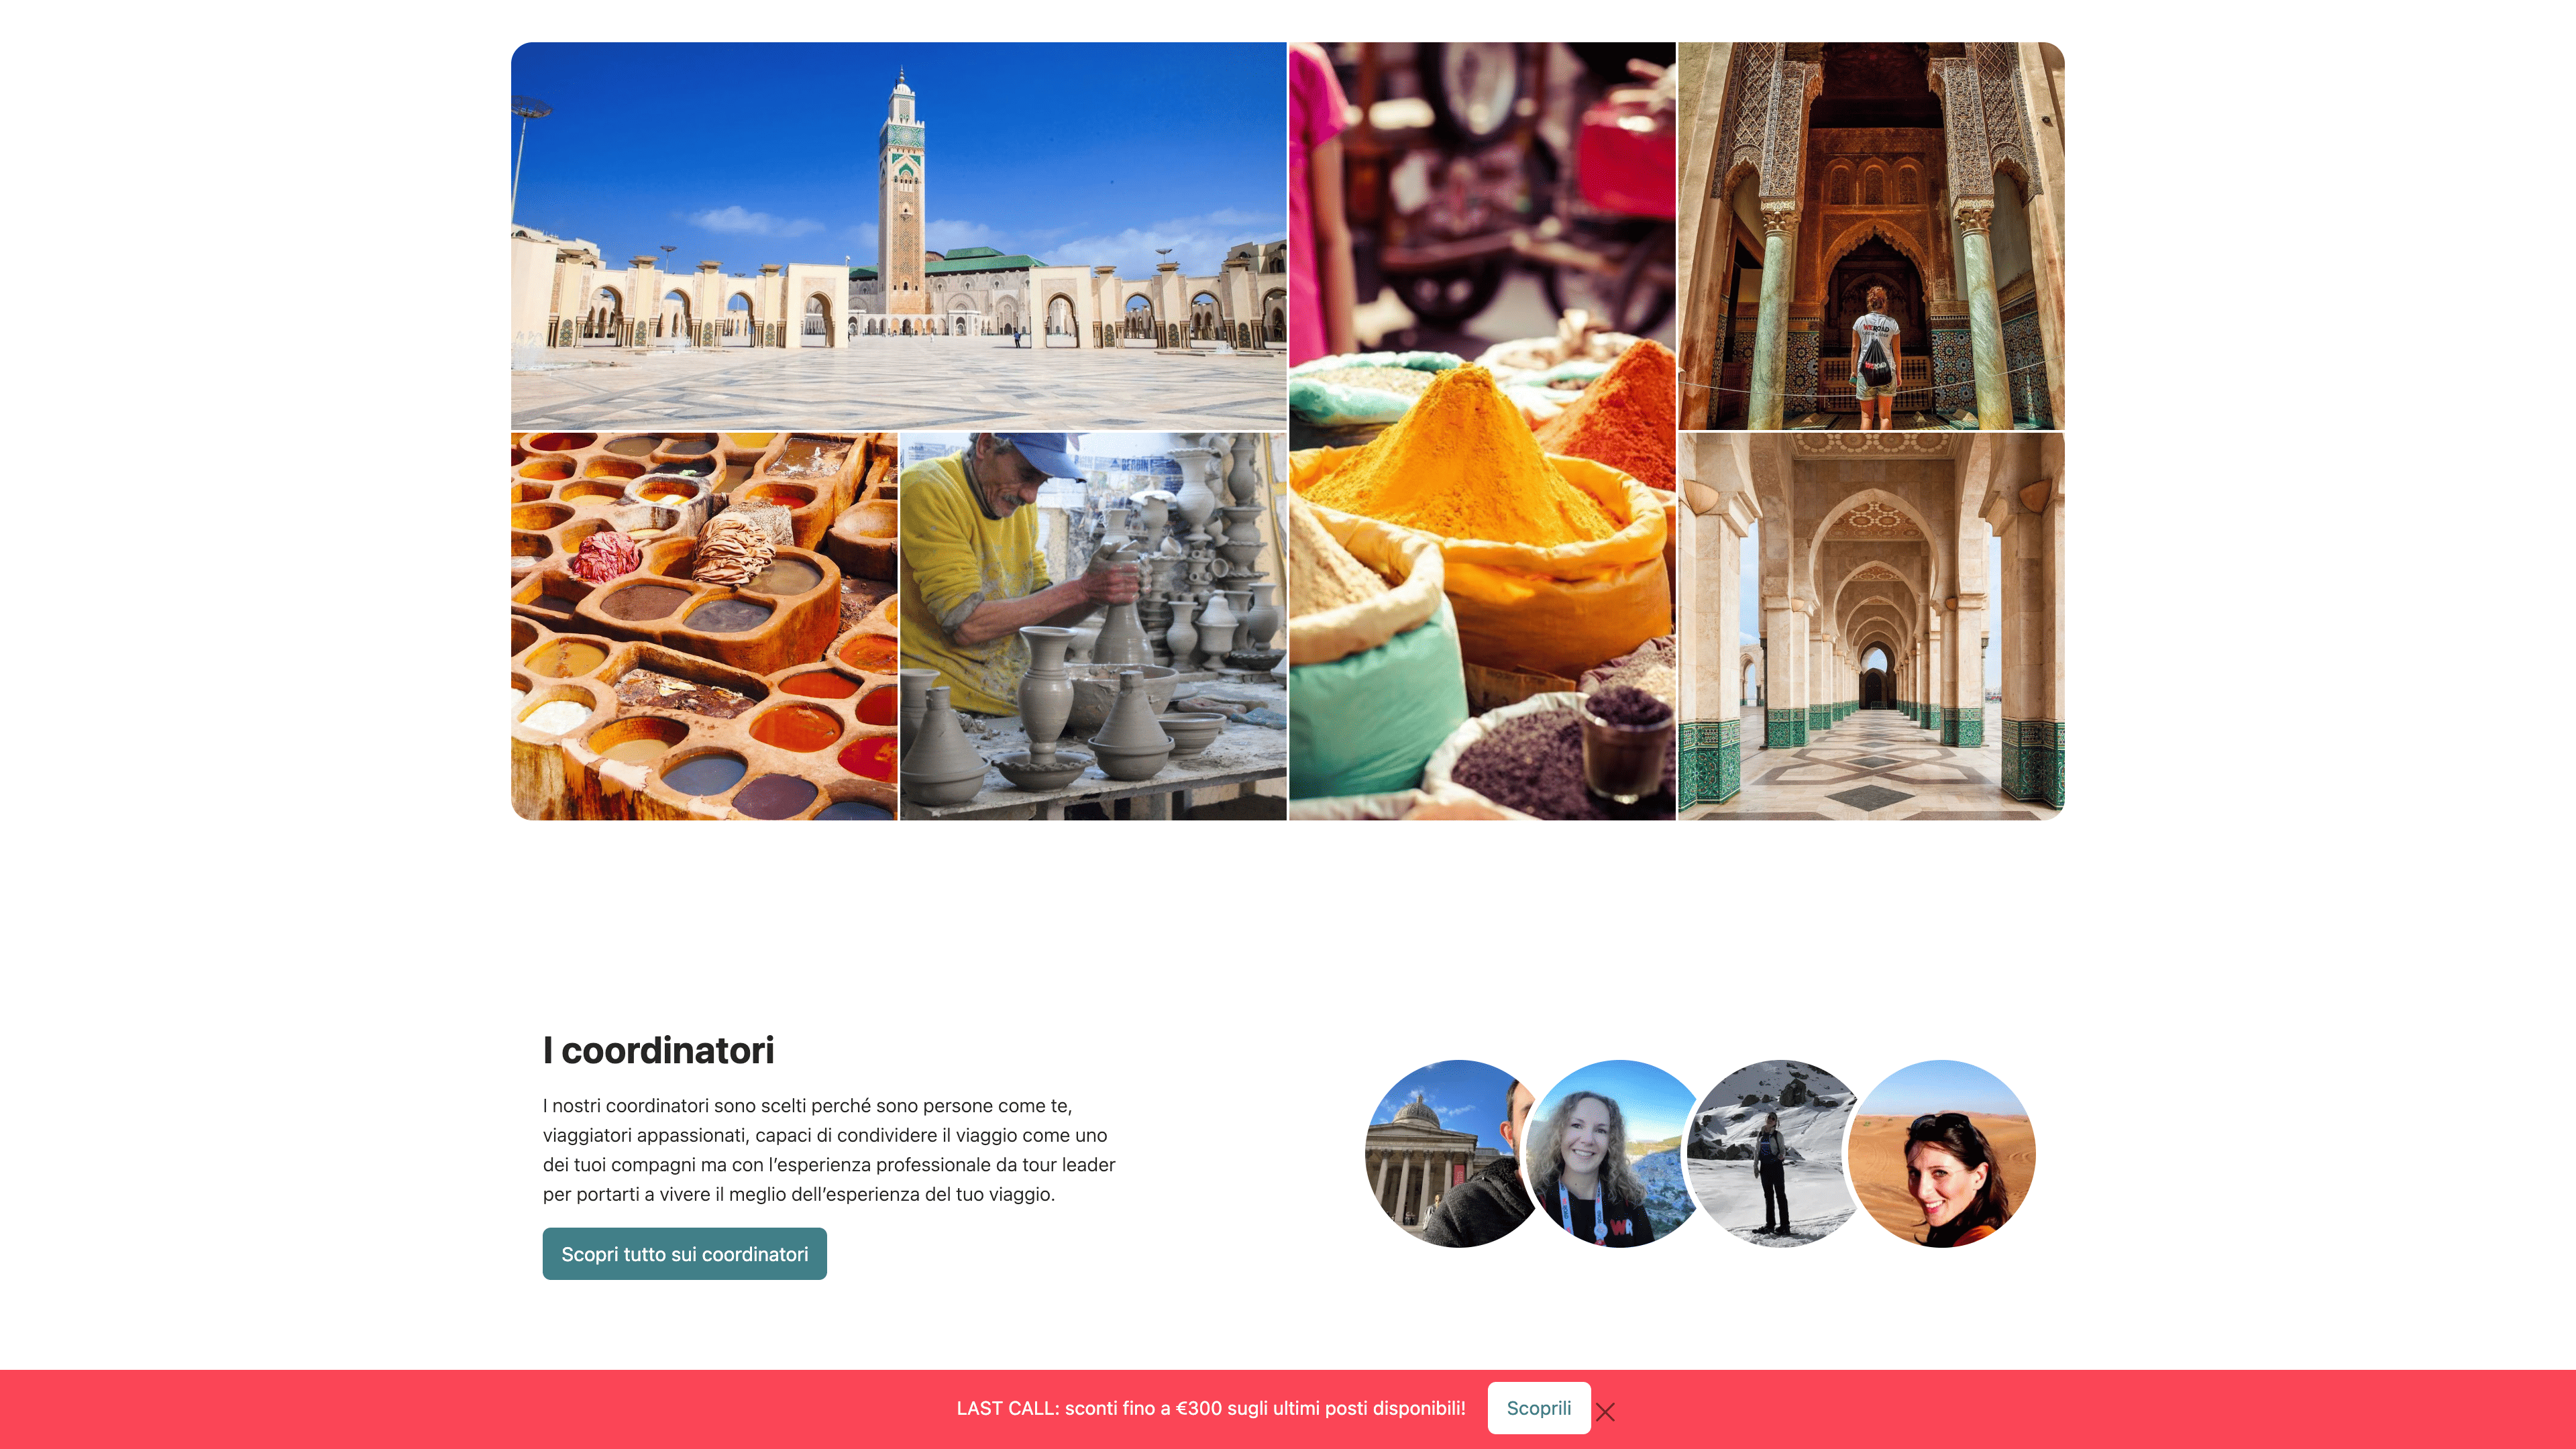 WEROAD
I coordinatori
I nostri coordinatori sono scelti perché sono persone come te,
viaggiatori appassionati, capaci di condividere il viaggio come uno
dei tuoi compagni ma con l’esperienza professionale da tour leader
per portarti a vivere il meglio dell’esperienza del tuo viaggio.
WR
Scopri tutto sui coordinatori
LAST CALL: sconti fino a €300 sugli ultimi posti disponibili!
Scoprili